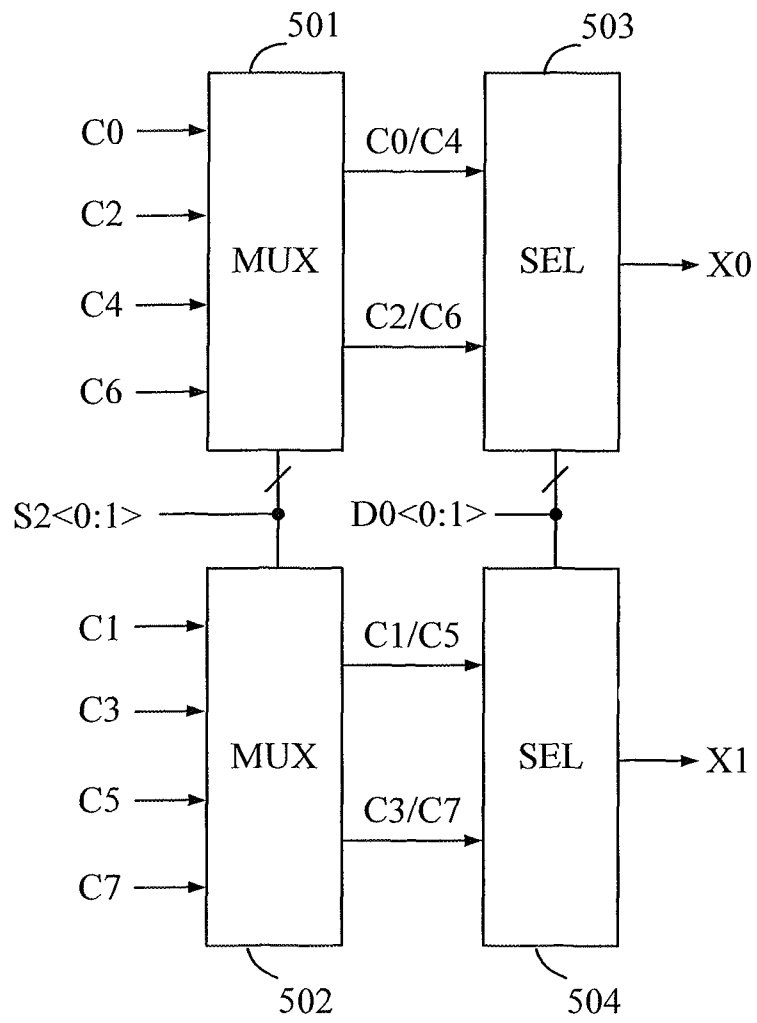 501
503
C0
C0/C4
C2
MUX
SEL
X0
C4
C2/C6
C6
S2<0:1>
D0<0:1>
C1
C1/C5
C3
MUX
SEL
X1
C5
C3/C7
C7
502
504